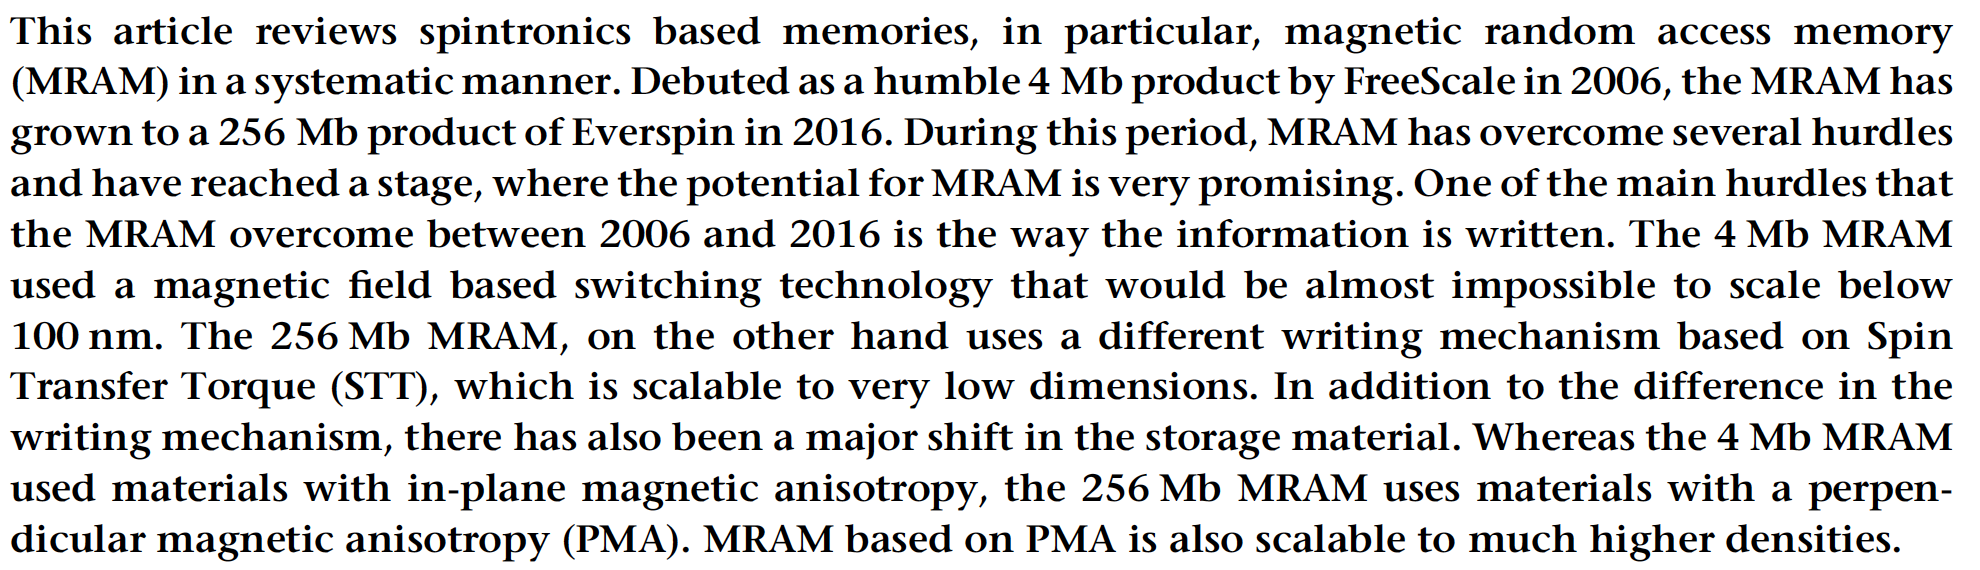 This article reviews spintronics based memories, in particular, magnetic random access memory
(MRAM) in a systematic manner. Debuted as a humble 4 Mb product by FreeScale in 2006, the MRAM has
grown to a 256 Mb product of Everspin in 2016. During this period, MRAM has overcome several hurdles
and have reached a stage, where the potential for MRAM is very promising. One of the main hurdles that
the MRAM overcome between 2006 and 2016 is the way the information is written. The 4 Mb MRAM
used a magnetic field based switching technology that would be almost impossible to scale below
100 nm. The 256 Mb MRAM, on the other hand uses a different writing mechanism based on Spin
Transfer Torque (STT), which is scalable to very low dimensions. In addition to the difference in the
writing mechanism, there has also been a major shift in the storage material. Whereas the 4 Mb MRAM
used materials with in-plane magnetic anisotropy, the 256 Mb MRAM uses materials with a perpen-
dicular magnetic anisotropy (PMA). MRAM based on PMA is also scalable to much higher densities.